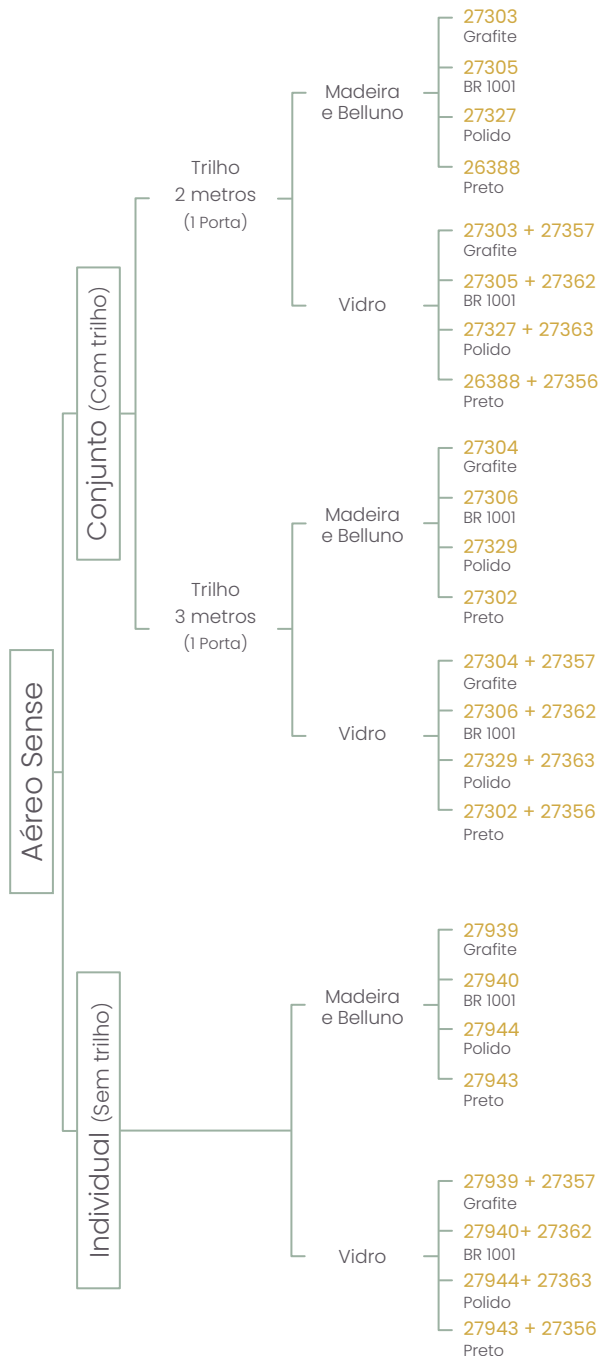 Aéreo Sense
Conjunto (Com trilho)
Trilho
2 metros
(1 Porta)
Madeira
e Belluno
27303
Grafite
27305
BR 1001
27327
Polido
26388
Preto
Vidro
27303 + 27357
Grafite
27305 + 27362
BR 1001
27327 + 27363
Polido
26388 + 27356
Preto
Trilho
3 metros
(1 Porta)
Madeira
e Belluno
27304
Grafite
27306
BR 1001
27329
Polido
27302
Preto
Vidro
27304 + 27357
Grafite
27306 + 27362
BR 1001
27329 + 27363
Polido
27302 + 27356
Preto
Individual (Sem trilho)
Madeira
e Belluno
27939
Grafite
27940
BR 1001
27944
Polido
27943
Preto
Vidro
27939 + 27357
Grafite
27940+ 27362
BR 1001
27944+ 27363
Polido
27943 + 27356
Preto